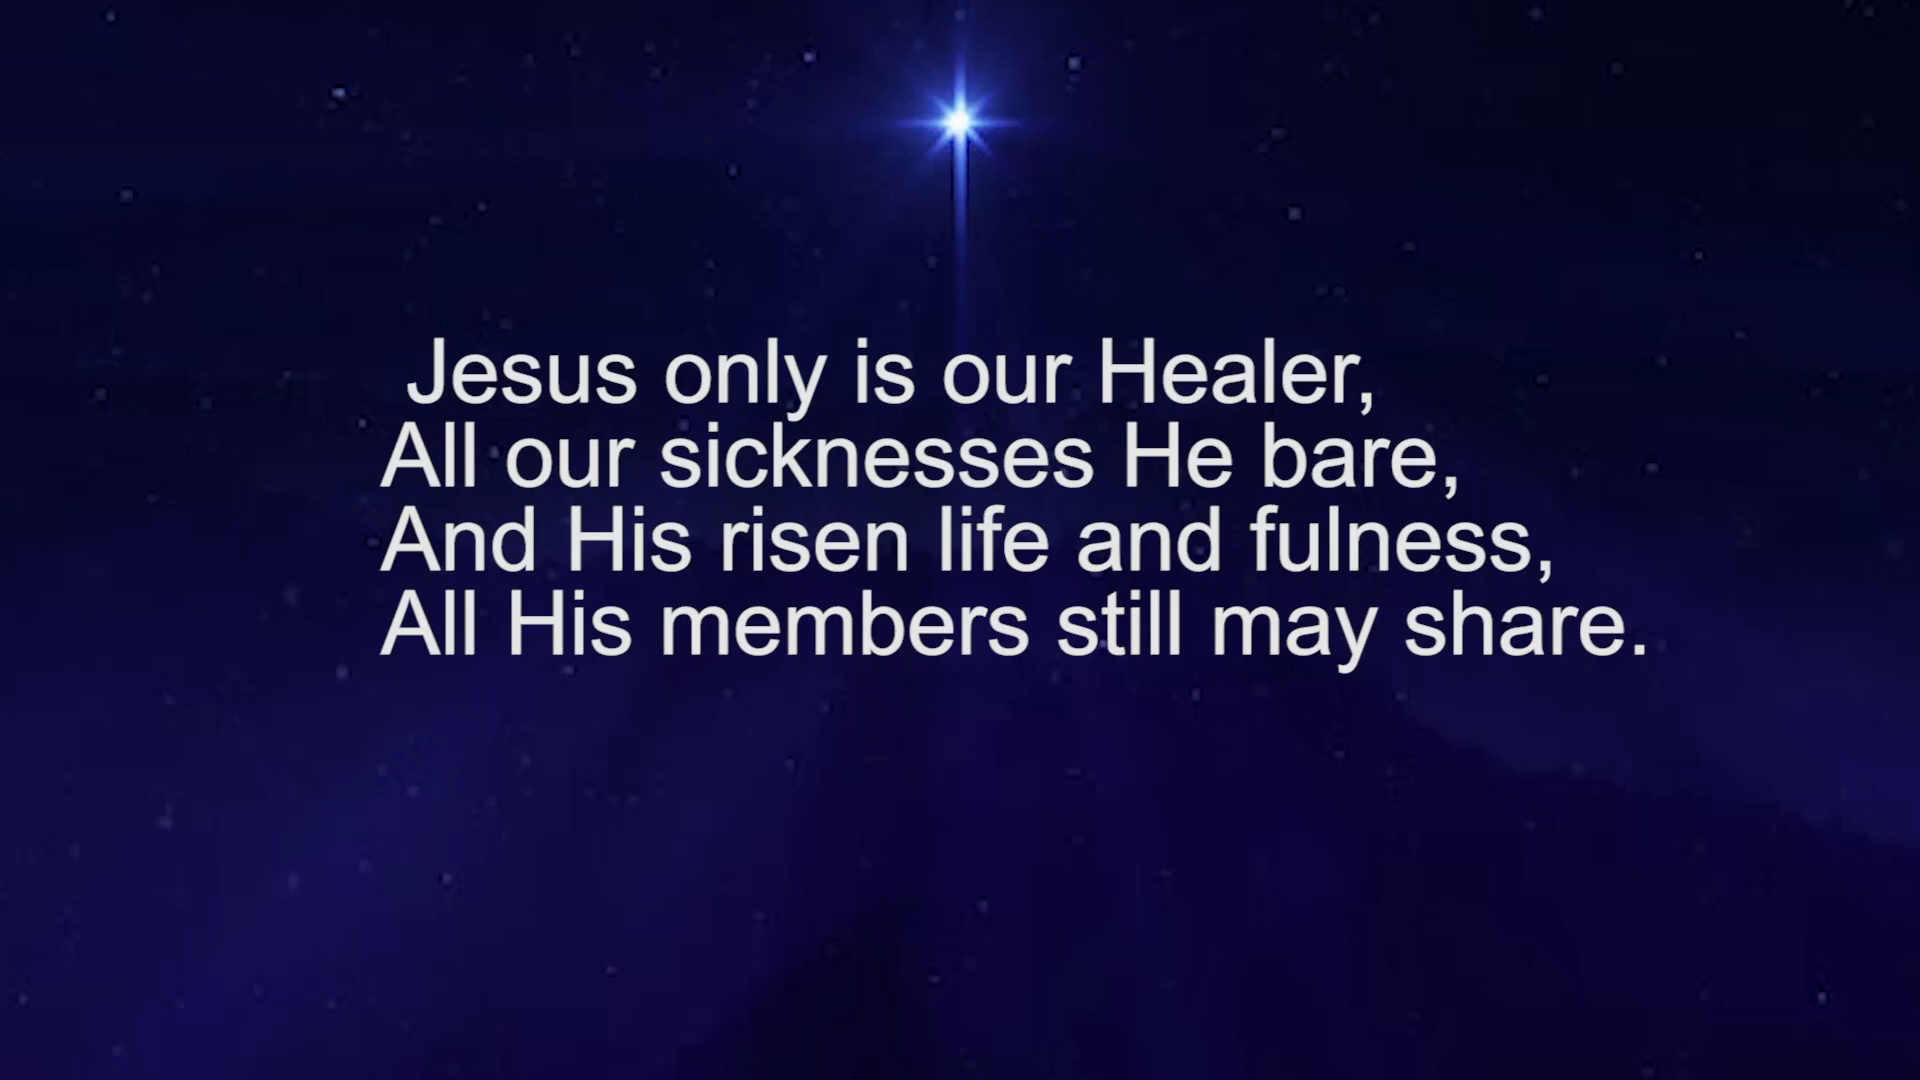 Jesus only is our Healer,
All our sicknesses He bare,
And His risen life and fulness,
All His members still may share.